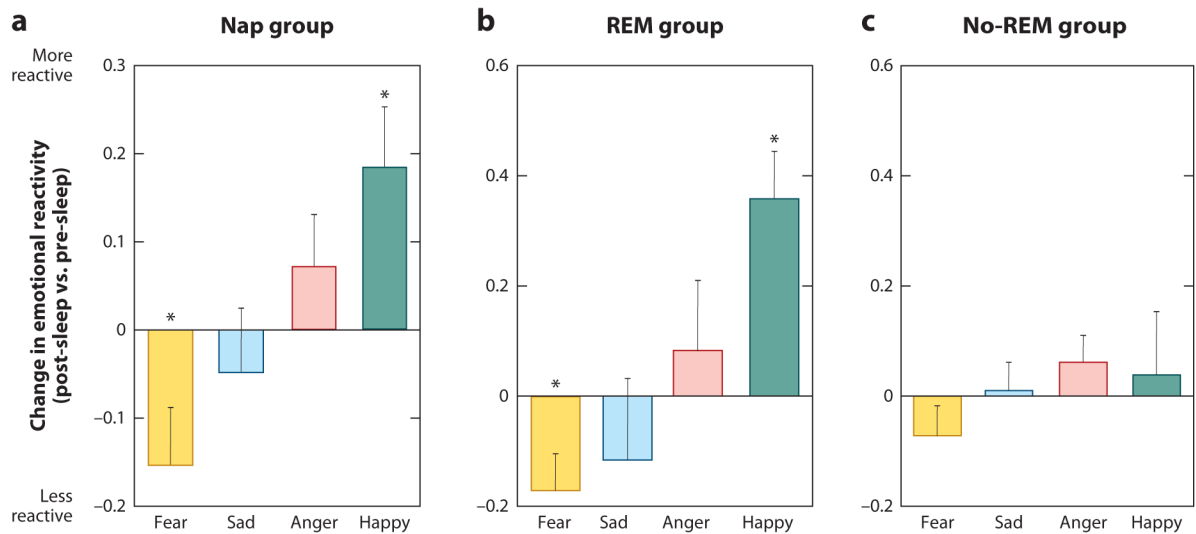 a
Nap group
More
reactive
Change in emotional reactivity
(post-sleep vs. pre-sleep)
Less
reactive
0.3
0.2
0.1
0
–0.1
–0.2
*
*
Fear
Sad
Anger
Happy
b
REM group
0.6
0.4
0.2
0
–0.2
*
*
Fear
Sad
Anger
Happy
c
No-REM group
0.6
0.4
0.2
0
–0.2
Fear
Sad
Anger
Happy